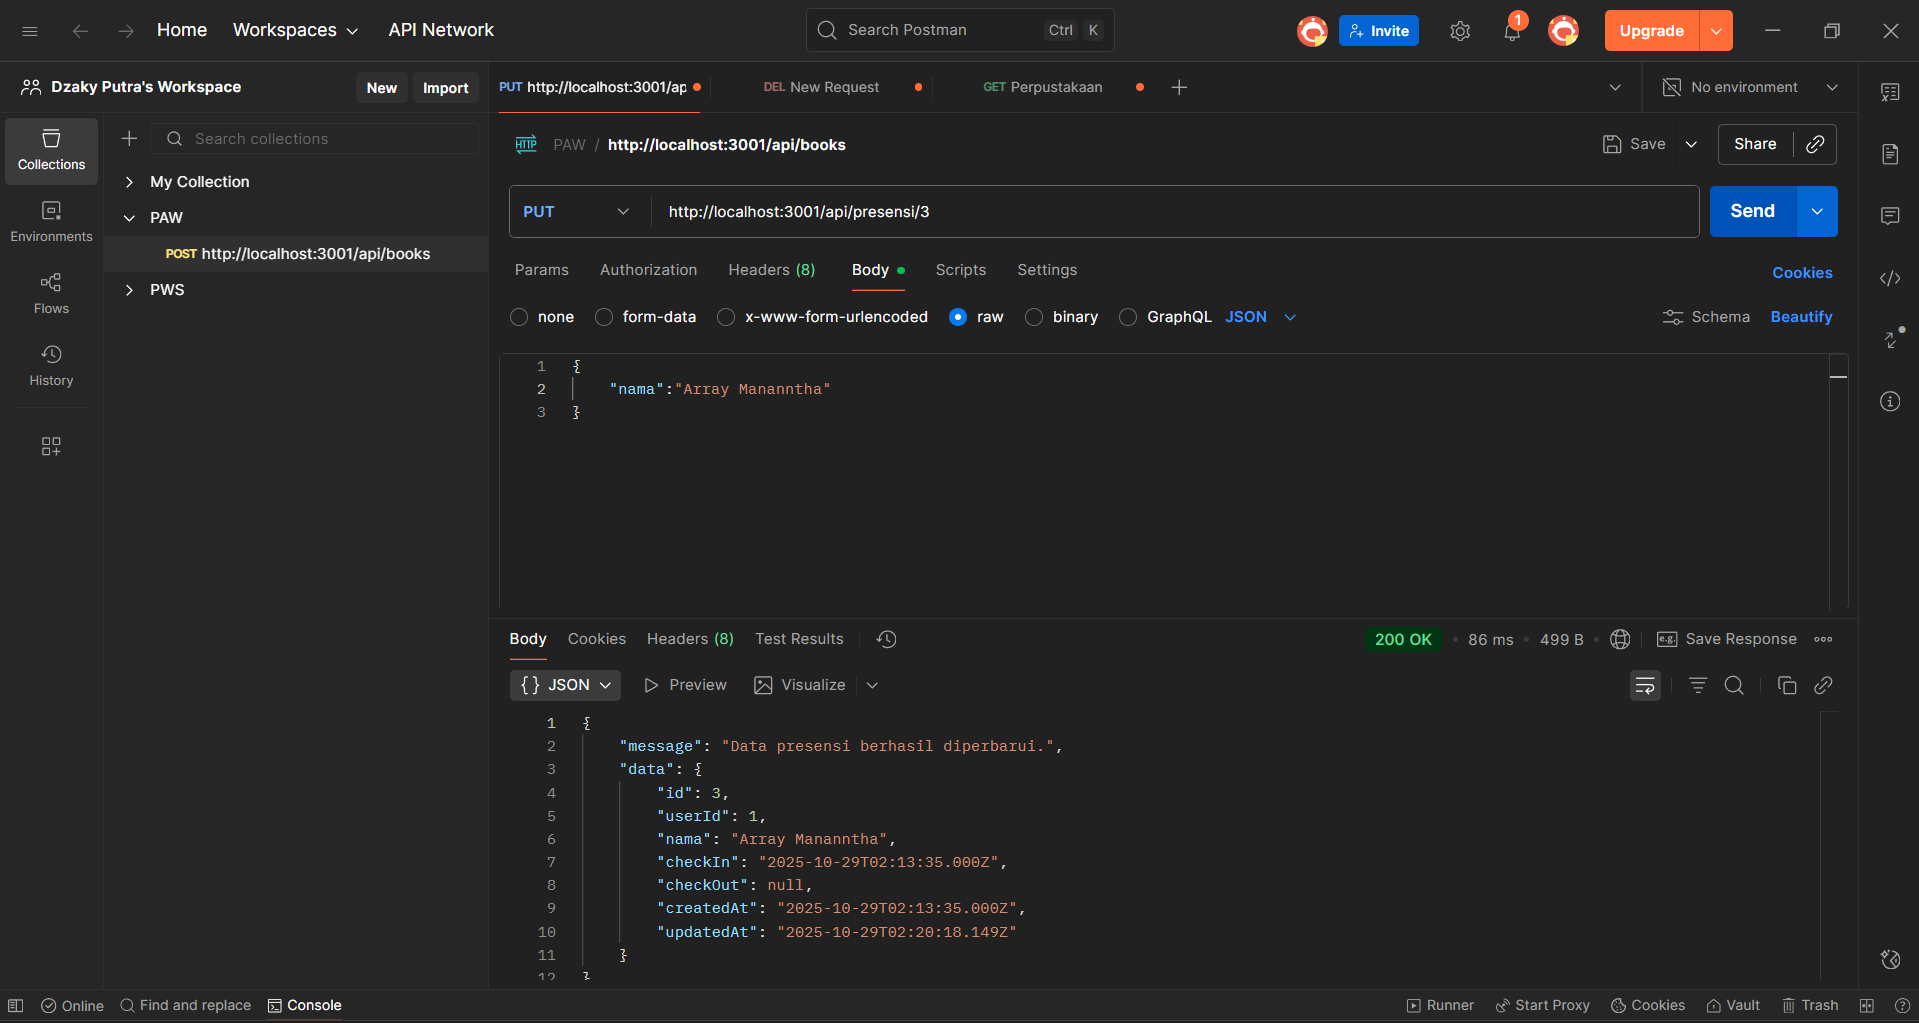 Home Workspaces API Network Search Postman Ctrl K Invite 1 Upgrade
Dzaky Putra's Workspace New Import PUT http://localhost:3001/ap DEL New Request GET Perpustakaan No environment
Search collections
Collections
My Collection
PAW
POST http://localhost:3001/api/books
PWS
Environments
Flows
History
HTTP PAW / http://localhost:3001/api/books Save Share
PUT http://localhost:3001/api/presensi/3 Send
Params Authorization Headers (8) Body Scripts Settings Cookies
none form-data x-www-form-urlencoded raw binary GraphQL JSON Schema Beautify
1 {
2 "nama":"Array Mananntha"
3 }
Body Cookies Headers (8) Test Results 200 OK • 86 ms • 499 B • e.g. Save Response
{} JSON Preview Visualize
1 {
2 "message": "Data presensi berhasil diperbarui.",
3 "data": {
4 "id": 3,
5 "userId": 1,
6 "nama": "Array Mananntha",
7 "checkIn": "2025-10-29T02:13:35.000Z",
8 "checkOut": null,
9 "createdAt": "2025-10-29T02:13:35.000Z",
10 "updatedAt": "2025-10-29T02:20:18.149Z"
11 }
12 }
Online Find and replace Console Runner Start Proxy Cookies Vault Trash